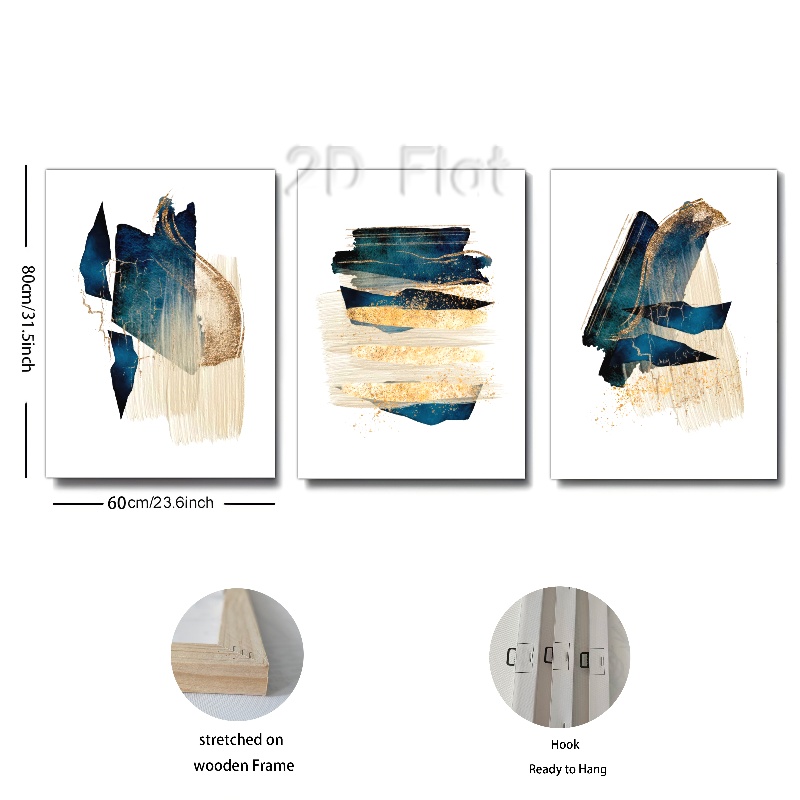 2D Flat
80cm/31.5inch
60cm/23.6inch
stretched on
wooden Frame
Hook
Ready to Hang